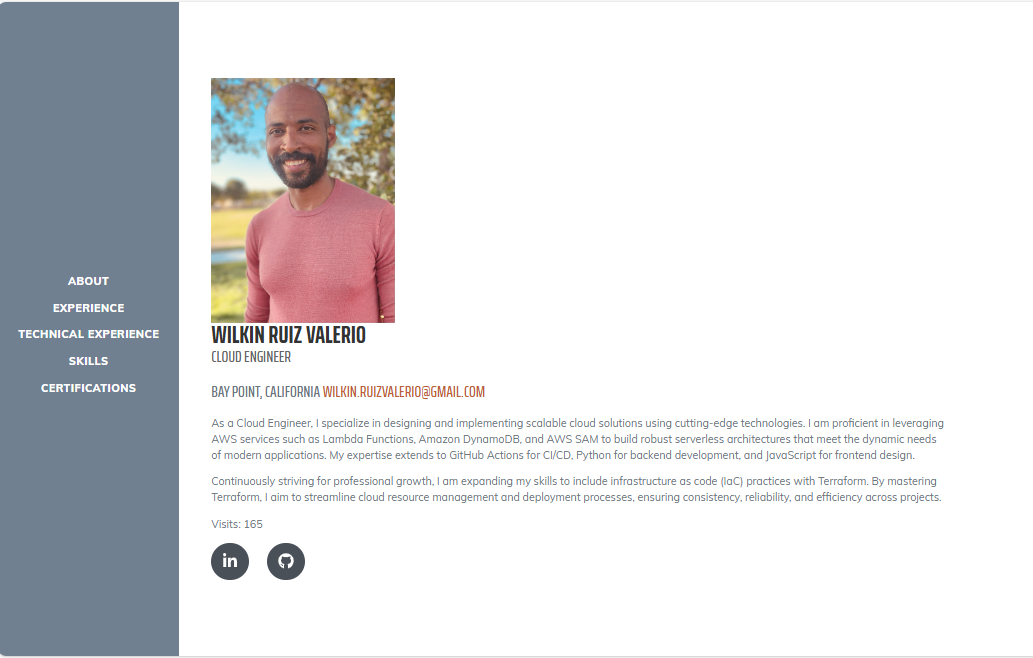 ABOUT
EXPERIENCE
TECHNICAL EXPERIENCE
SKILLS
CERTIFICATIONS
WILKIN RUIZ VALERIO
CLOUD ENGINEER
BAY POINT, CALIFORNIA WILKIN.RUIZVALERIO@GMAIL.COM
As a Cloud Engineer, I specialize in designing and implementing scalable cloud solutions using cutting-edge technologies. I am proficient in leveraging
AWS services such as Lambda Functions, Amazon DynamoDB, and AWS SAM to build robust serverless architectures that meet the dynamic needs
of modern applications. My expertise extends to GitHub Actions for CI/CD, Python for backend development, and JavaScript for frontend design.
Continuously striving for professional growth, I am expanding my skills to include infrastructure as code (IaC) practices with Terraform. By mastering
Terraform, I aim to streamline cloud resource management and deployment processes, ensuring consistency, reliability, and efficiency across projects.
Visits: 165
in